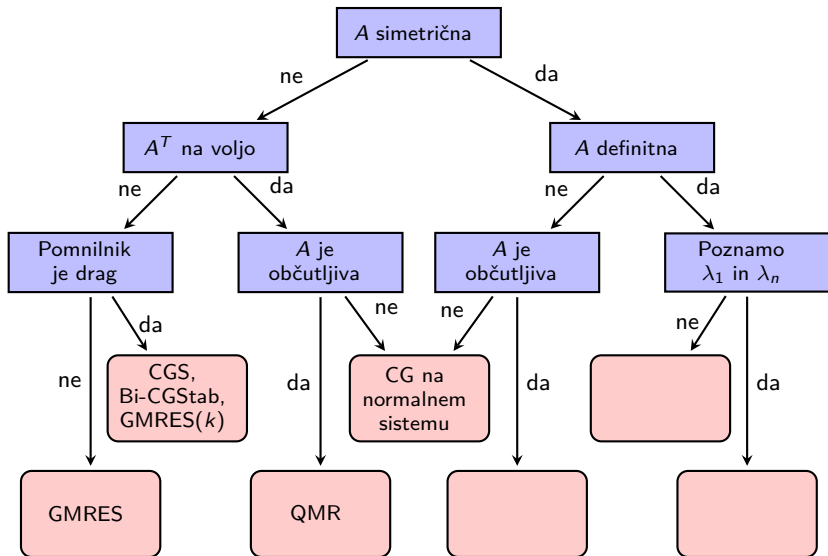 A simetrična
ne
da
A^T na voljo
A definitna
ne
da
ne
da
Pomnilnik
je drag
A je
občutljiva
A je
občutljiva
Poznamo
λ₁ in λₙ
ne
da
da
ne
ne
da
ne
da
CGS,
Bi-CGStab,
GMRES(k)
CG na
normalnem
sistemu
GMRES
QMR